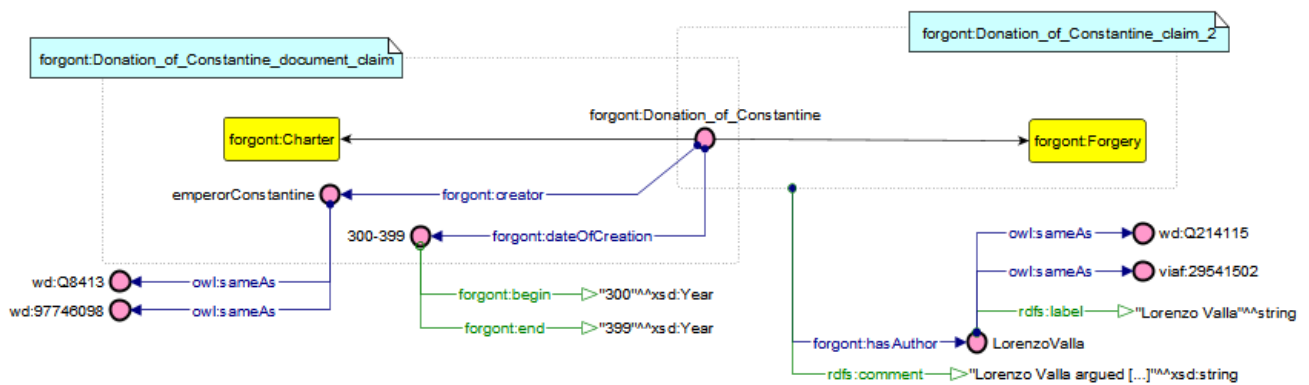 forgont:Donation_of_Constantine_claim_2
forgont:Donation_of_Constantine_document_claim
forgont:Donation_of_Constantine
forgont:Charter
forgont:Forgery
emperorConstantine
forgont:creator
300-399
forgont:dateOfCreation
owl:sameAs
wd:Q214115
wd:Q8413
owl:sameAs
owl:sameAs
viaf:29541502
forgont:begin
"300"^^xsd:Year
wd:97746098
owl:sameAs
rdfs:label
"Lorenzo Valla"^^string
forgont:end
"399"^^xsd:Year
forgont:hasAuthor
LorenzoValla
rdfs:comment
"Lorenzo Valla argued [...]"^^xsd:string